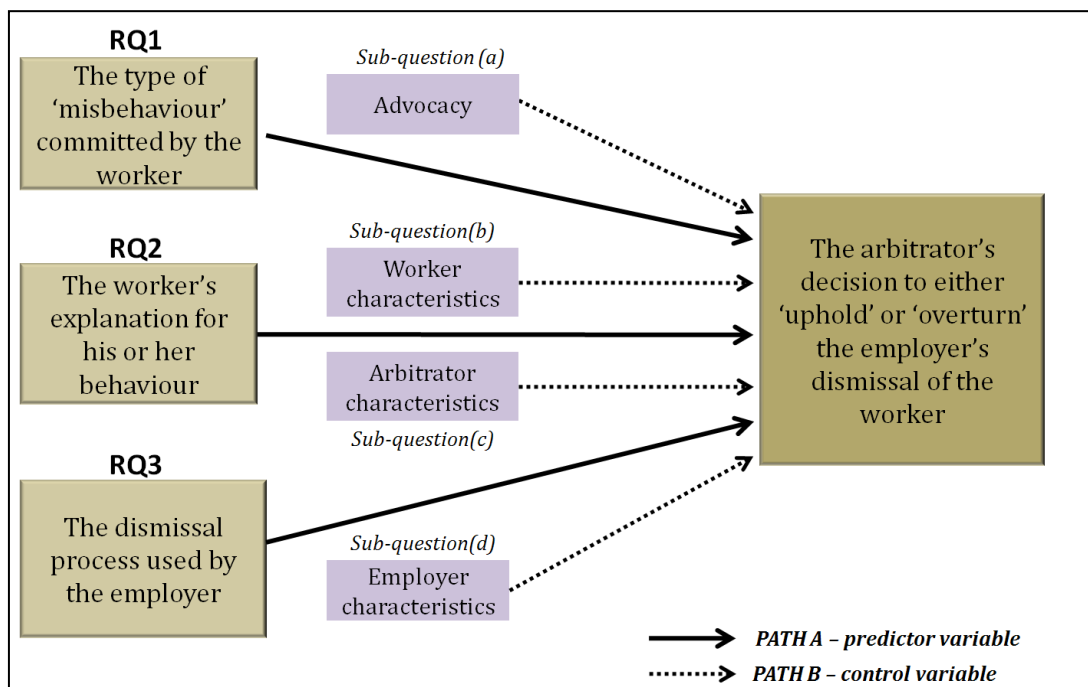 RQ1
The type of
‘misbehaviour’
committed by the
worker
Sub-question (a)
Advocacy
RQ2
The worker’s
explanation for
his or her
behaviour
Sub-question(b)
Worker
characteristics
Arbitrator
characteristics
Sub-question(c)
RQ3
The dismissal
process used by
the employer
Sub-question(d)
Employer
characteristics
The arbitrator’s
decision to either
‘uphold’ or ‘overturn’
the employer’s
dismissal of the
worker
PATH A – predictor variable
PATH B – control variable